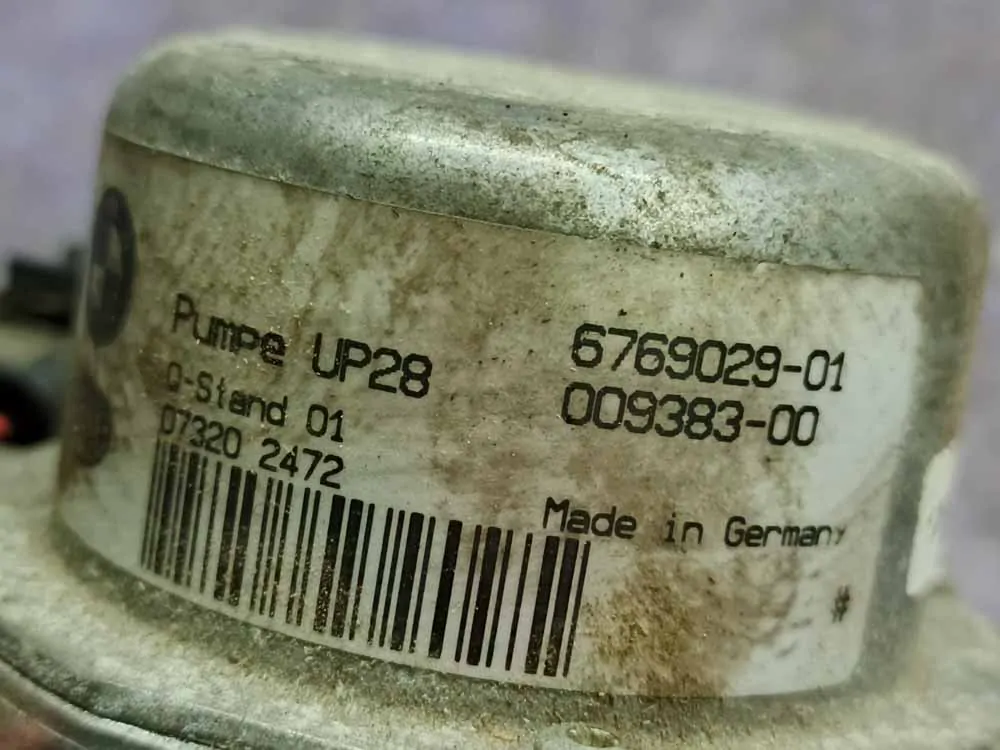 Pumpe UP28
Q-Stand 01
07320 2472
6769029-01
009383-00
Made in Germany
#